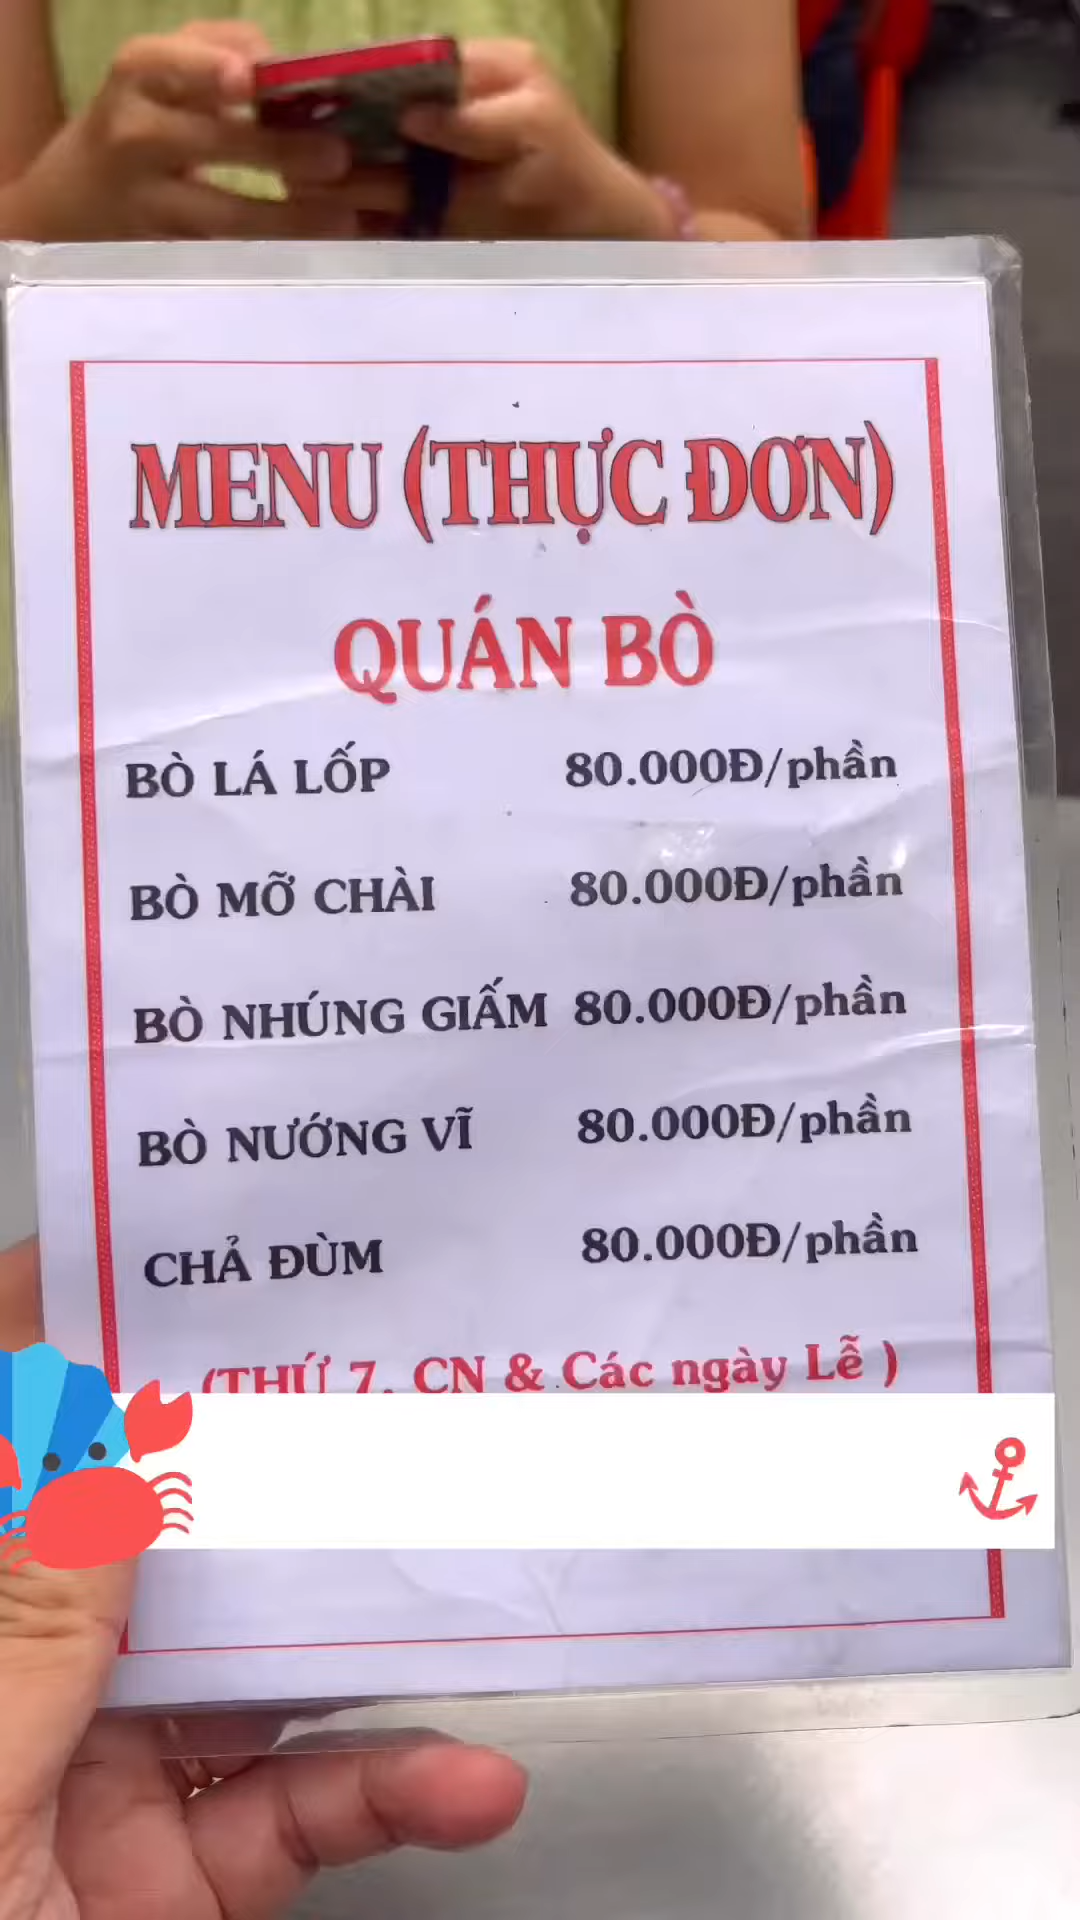 MENU (THỰC ĐƠN)
QUÁN BÒ
BÒ LÁ LỐP 80.000Đ/phần
BÒ MỠ CHÀI 80.000Đ/phần
BÒ NHÚNG GIẤM 80.000Đ/phần
BÒ NƯỚNG VĨ 80.000Đ/phần
CHẢ ĐÙM 80.000Đ/phần
(THỨ 7, CN & Các ngày Lễ )